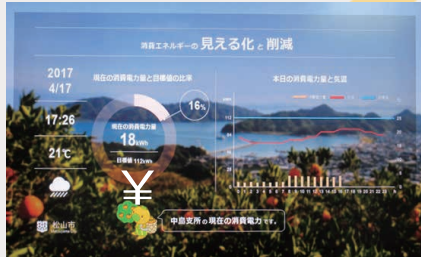 消費エネルギーの見える化と削減
2017
4/17
17:26
21℃
松山市
現在の消費電力量と目標値の比率
16%
現在の消費電力量
18kWh
目標値 112kWh
¥
中島支所の現在の消費電力です。
本日の消費電力量と気温